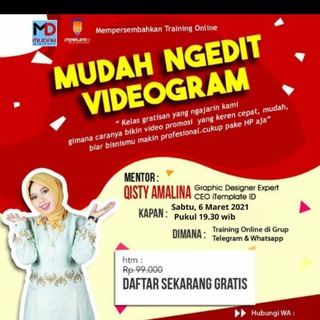 Mempersembahkan Training Online
MD
MUDAH
ITEMPLATE
MUDAH NGEDIT
VIDEOGRAM
" Kelas gratisan yang ngajarin kami
gimana caranya bikin video promosi yang keren cepat, mudah,
biar bisnismu makin profesional.cukup pake HP aja"
MENTOR :
QISTY AMALINA Graphic Designer Expert
CEO iTemplate ID
KAPAN : Sabtu, 6 Maret 2021
Pukul 19.30 wib
DIMANA : Training Online di Grup
Telegram & Whatsapp
htm :
Rp 99.000
DAFTAR SEKARANG GRATIS
Hubungi WA :